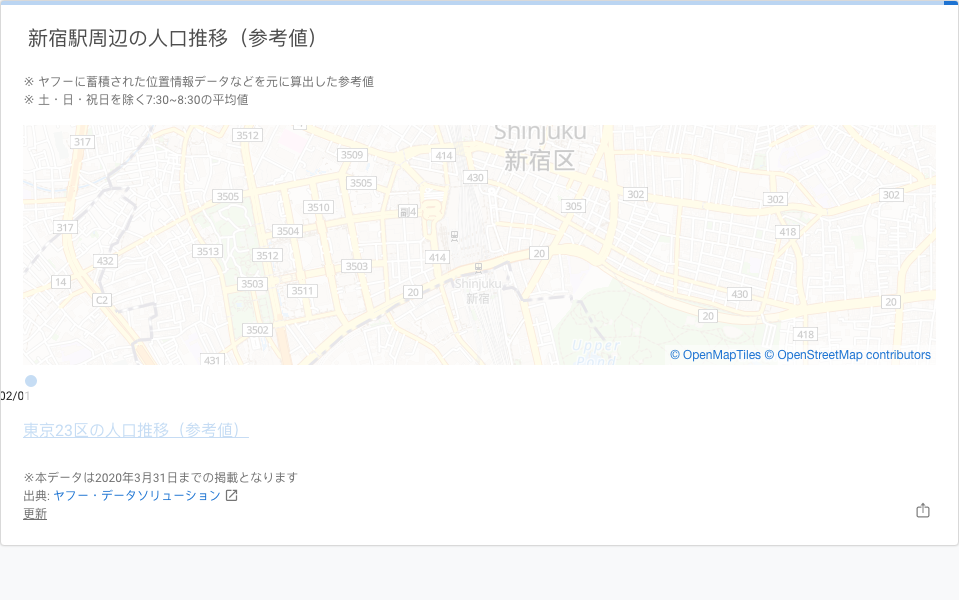 新宿駅周辺の人口推移（参考値）
※ ヤフーに蓄積された位置情報データなどを元に算出した参考値
※ 土・日・祝日を除く7:30~8:30の平均値
317
3512
3509
414
Shinjuku
新宿区
3505
430
302
302
302
3505
3510
副4
305
317
3504
418
3513
3512
414
20
432
3503
14
3503
3511
20
Shinjuku
新宿
430
C2
20
20
3502
418
431
Upper
Pond
© OpenMapTiles © OpenStreetMap contributors
02/01
東京23区の人口推移（参考値）
※本データは2020年3月31日までの掲載となります
出典: ヤフー・データソリューション
更新